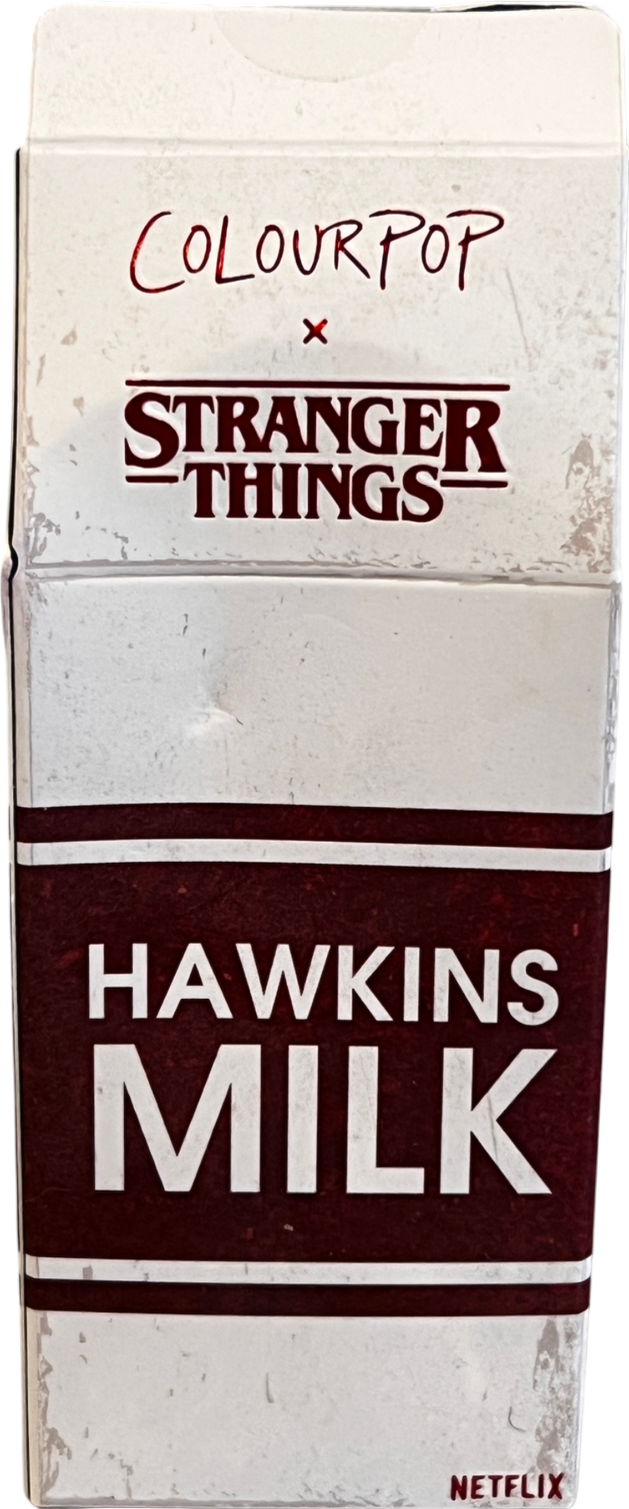 COLOURPOP
x
STRANGER
THINGS
HAWKINS
MILK
NETFLIX